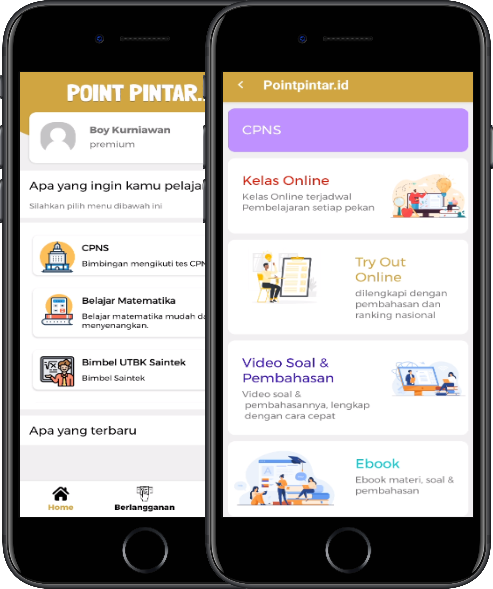 POINT PINTAR.
Boy Kurniawan
premium
Apa yang ingin kamu pelajar
Silahkan pilih menu dibawah ini
CPNS
Bimbingan mengikuti tes CPN
Belajar Matematika
Belajar matematika mudah da
menyenangkan.
Bimbel UTBK Saintek
Bimbel Saintek
Apa yang terbaru
Home
Berlangganan
Pointpintar.id
CPNS
Kelas Online
Kelas Online terjadwal
Pembelajaran setiap pekan
Try Out
Online
dilengkapi dengan
pembahasan dan
ranking nasional
Video Soal &
Pembahasan
Video soal &
pembahasannya, lengkap
dengan cara cepat
Ebook
Ebook materi, soal &
pembahasan